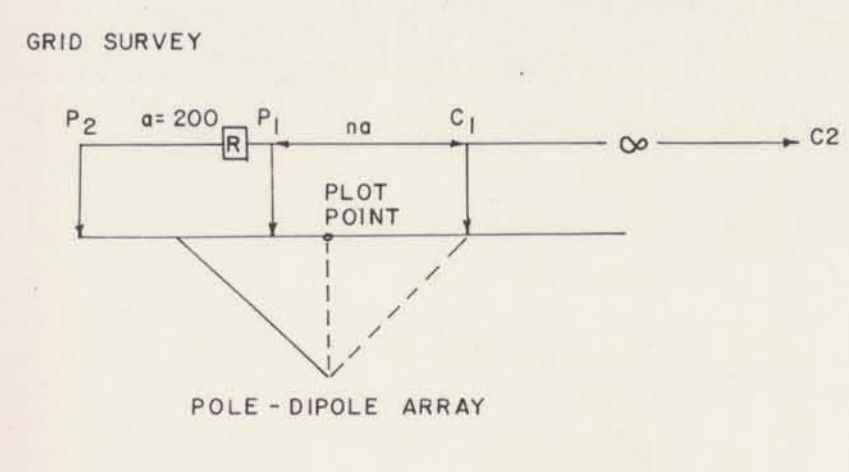 GRID SURVEY
P2 a= 200 P1 na C1
R ∞ C2
PLOT
POINT
POLE - DIPOLE ARRAY